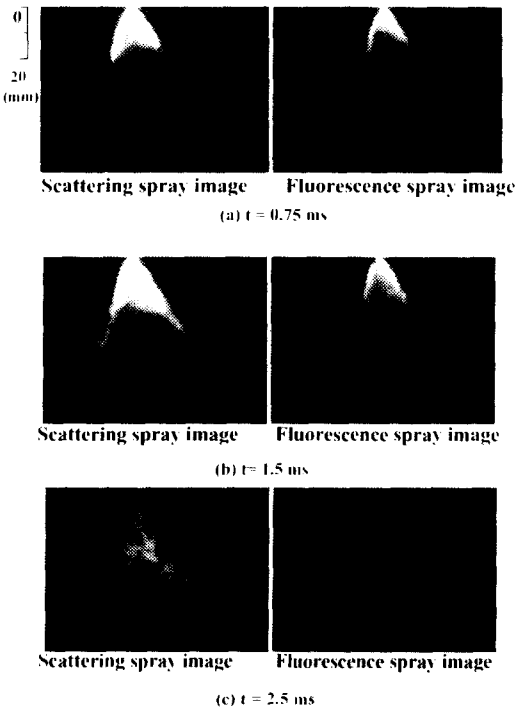 0
20
(mm)
Scattering spray image Fluorescence spray image
(a) t = 0.75 ms
Scattering spray image Fluorescence spray image
(b) t= 1.5 ms
Scattering spray image Fluorescence spray image
(c) t = 2.5 ms